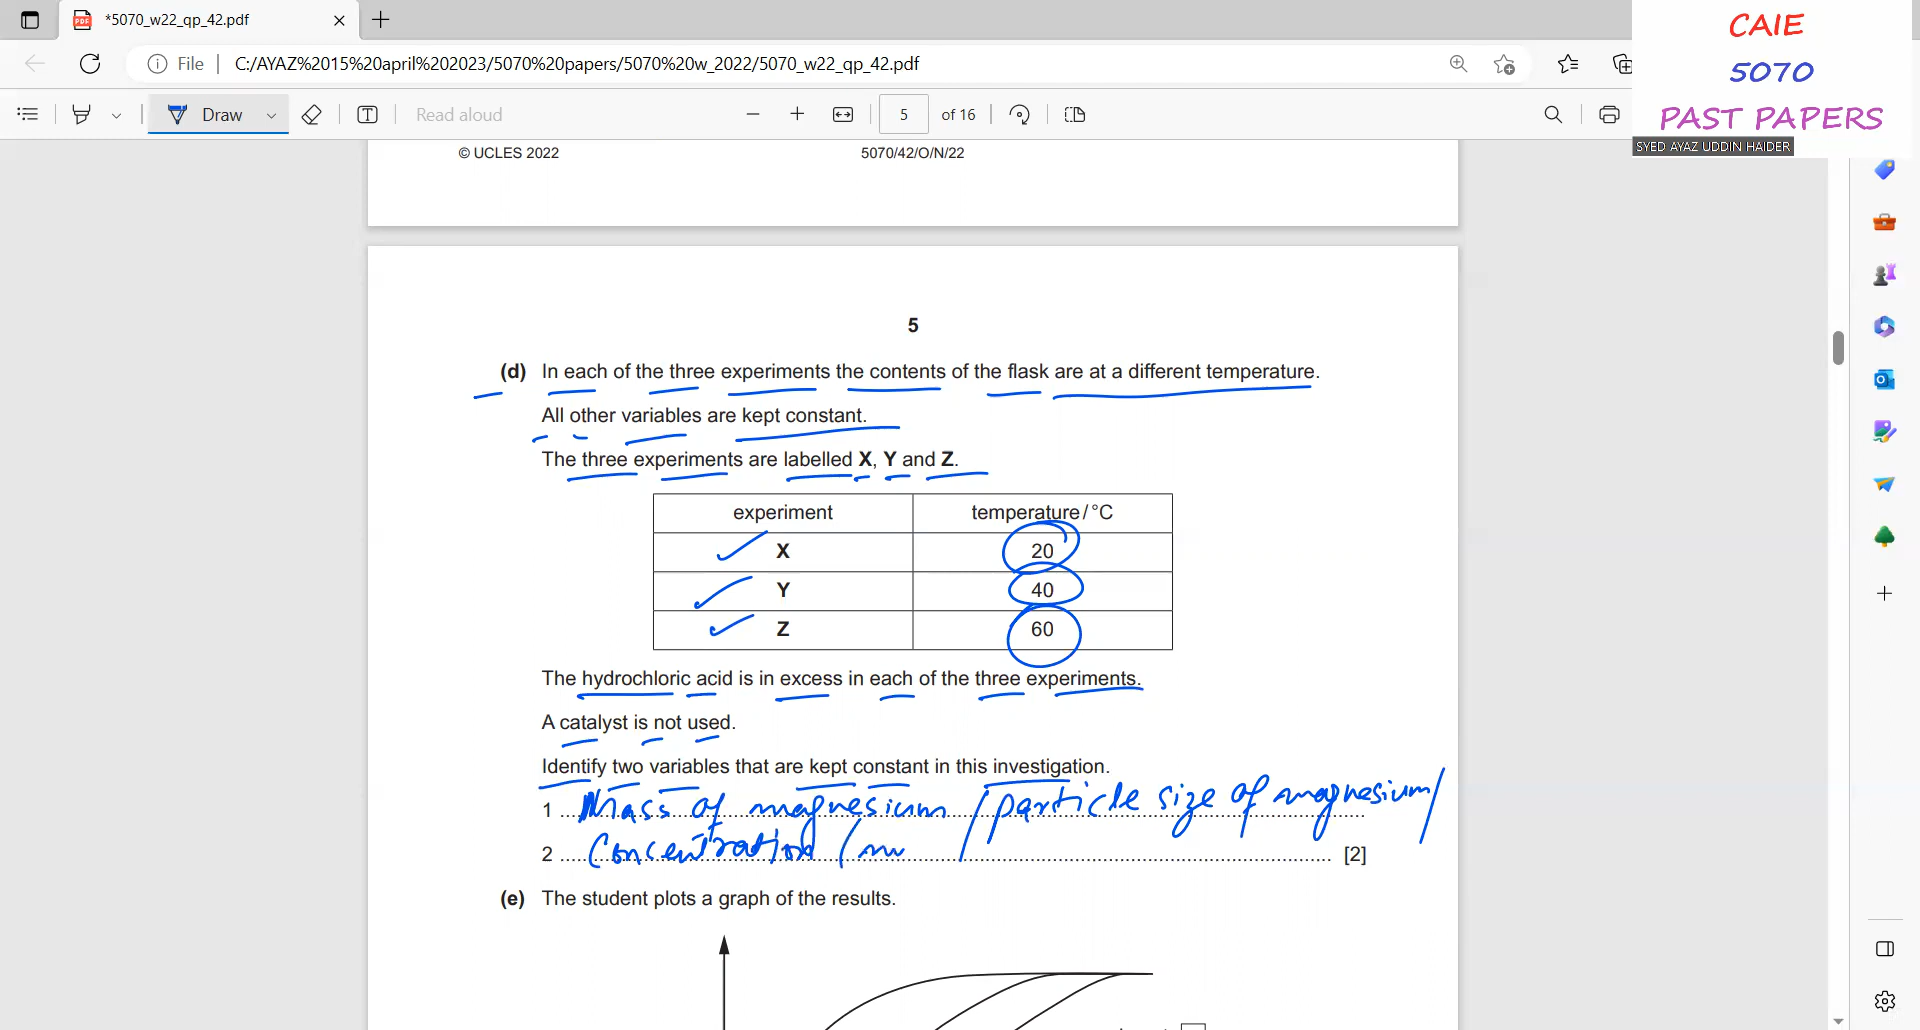 *5070_w22_qp_42.pdf
File
C:/AYAZ%2015%20april%202023/5070%20papers/5070%20w_2022/5070_w22_qp_42.pdf
CAIE
5070
PAST PAPERS
SYED AYAZ UDDIN HAIDER
Draw
Read aloud
5
of 16
© UCLES 2022
5070/42/O/N/22
5
(d) In each of the three experiments the contents of the flask are at a different temperature.
All other variables are kept constant.
The three experiments are labelled X, Y and Z.
experiment temperature / °C
X 20
Y 40
Z 60
The hydrochloric acid is in excess in each of the three experiments.
A catalyst is not used.
Identify two variables that are kept constant in this investigation.
1 Mass of magnesium / particle size of magnesium /
2 Concentration / [2]
(e) The student plots a graph of the results.